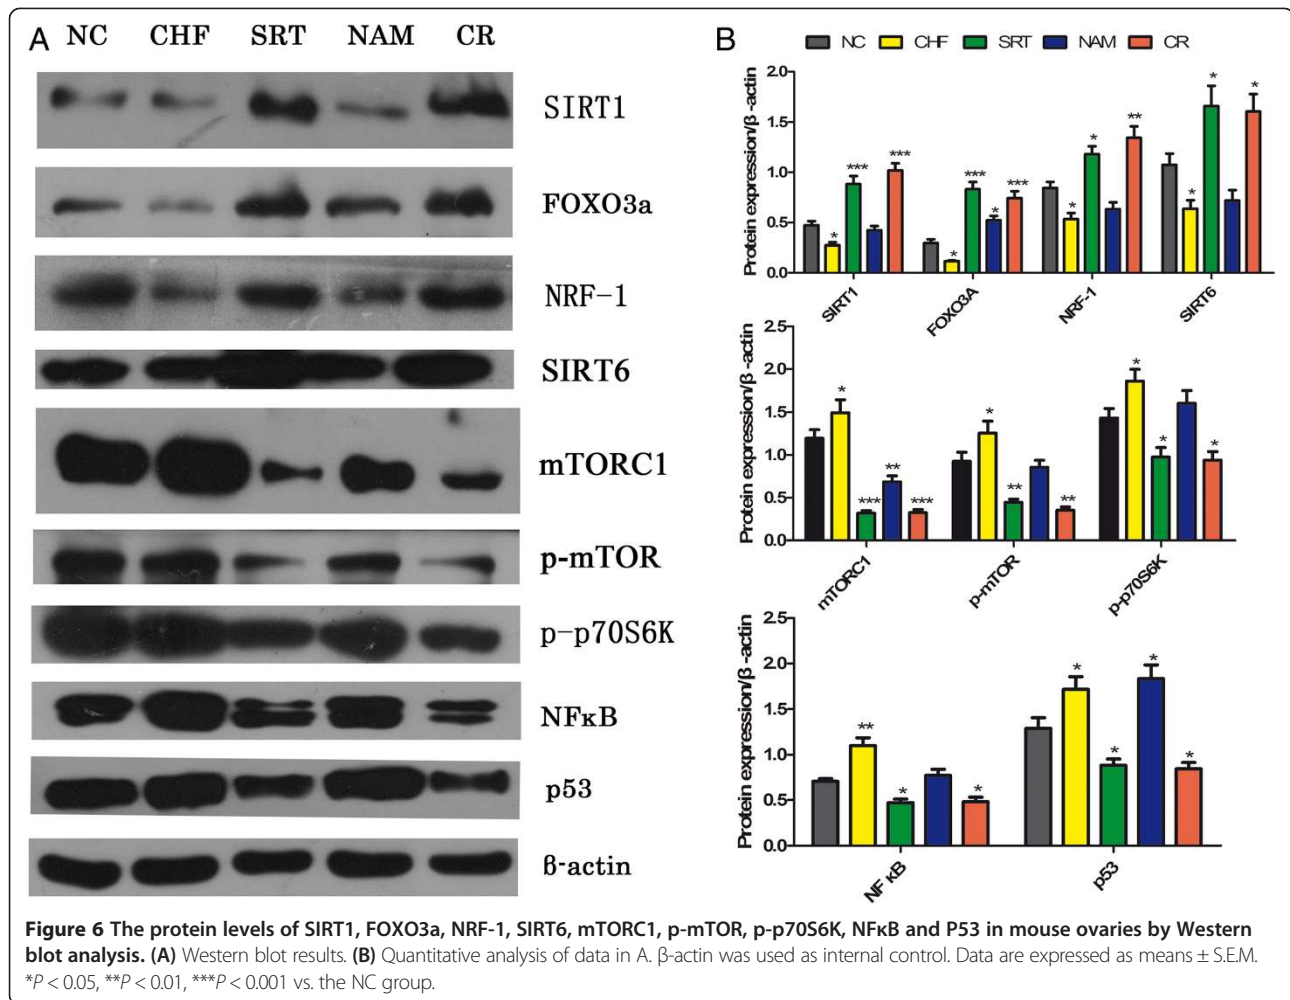 A NC CHF SRT NAM CR
SIRT1
FOXO3a
NRF-1
SIRT6
mTORC1
p-mTOR
p-p70S6K
NFκB
p53
β-actin
B NC CHF SRT NAM CR
Protein expression/β-actin
2.0
1.5
1.0
0.5
0.0
* *** *** * *** * *** * * ** * * *
SIRT1 FOXO3A NRF-1 SIRT6
Protein expression/β-actin
2.5
2.0
1.5
1.0
0.5
0.0
* *** ** *** * ** ** * * *
mTORC1 p-mTOR p-p70S6K
Protein expression/β-actin
2.5
2.0
1.5
1.0
0.5
0.0
** * * * * * *
NFκB p53
Figure 6 The protein levels of SIRT1, FOXO3a, NRF-1, SIRT6, mTORC1, p-mTOR, p-p70S6K, NFκB and P53 in mouse ovaries by Western
blot analysis. (A) Western blot results. (B) Quantitative analysis of data in A. β-actin was used as internal control. Data are expressed as means ± S.E.M.
*P < 0.05, **P < 0.01, ***P < 0.001 vs. the NC group.